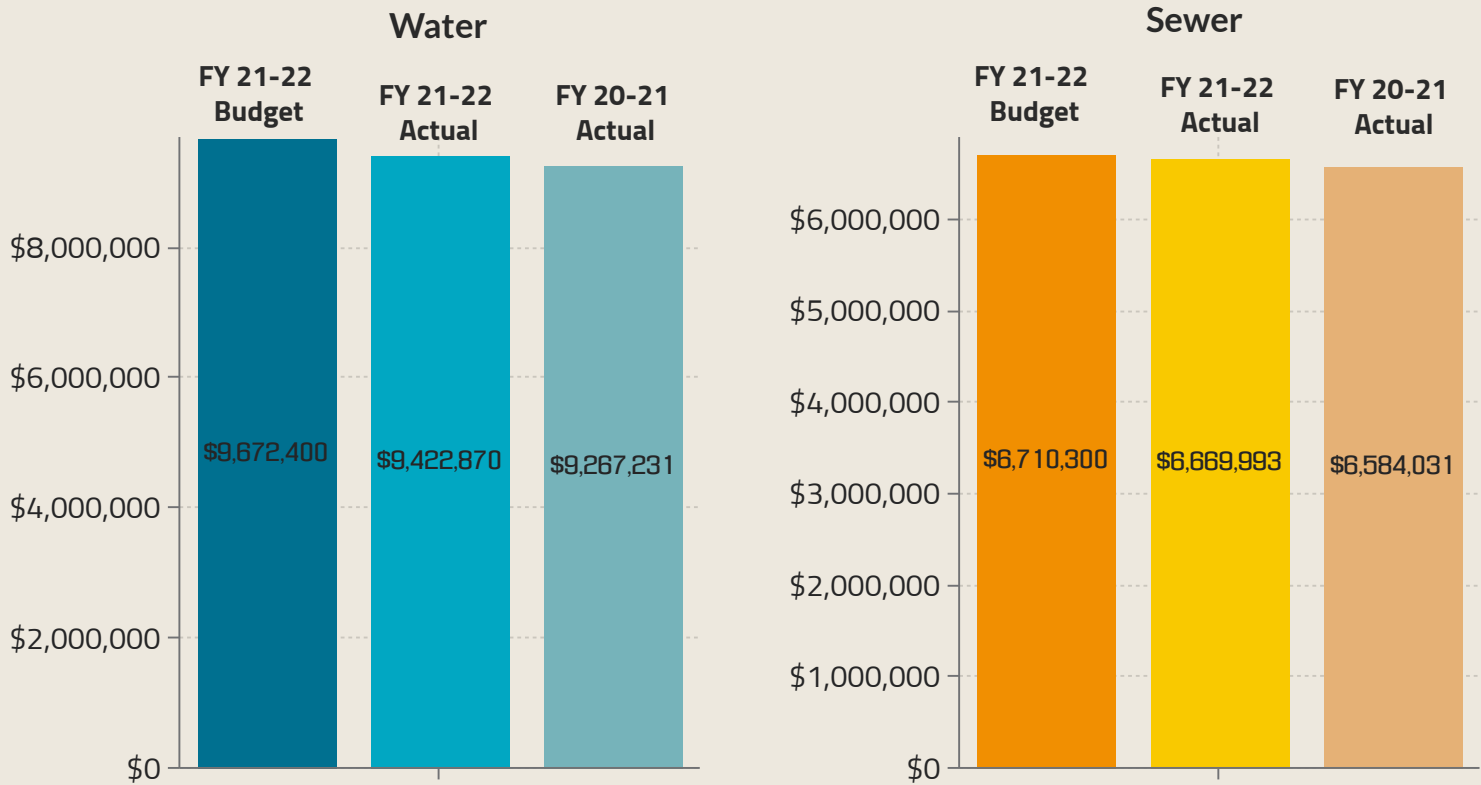 Water
FY 21-22
Budget
FY 21-22
Actual
FY 20-21
Actual
$8,000,000
$6,000,000
$4,000,000
$2,000,000
$0
$9,672,400
$9,422,870
$9,267,231
Sewer
FY 21-22
Budget
FY 21-22
Actual
FY 20-21
Actual
$6,000,000
$5,000,000
$4,000,000
$3,000,000
$2,000,000
$1,000,000
$0
$6,710,300
$6,669,993
$6,584,031